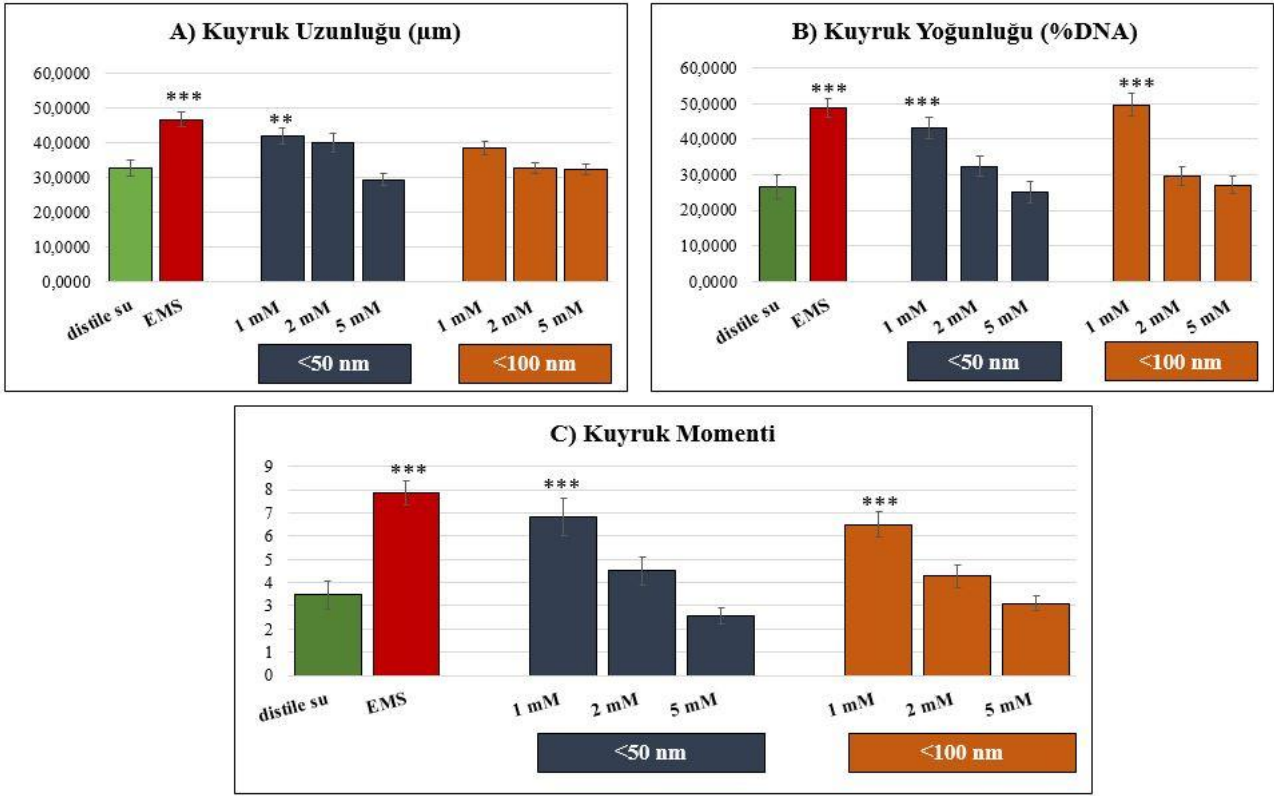 A) Kuyruk Uzunluğu (µm)
60,0000
50,0000
40,0000
30,0000
20,0000
10,0000
0,0000
***
**
distile su
EMS
1 mM
2 mM
5 mM
1 mM
2 mM
5 mM
<50 nm
<100 nm
B) Kuyruk Yoğunluğu (%DNA)
60,0000
50,0000
40,0000
30,0000
20,0000
10,0000
0,0000
***
***
***
distile su
EMS
1 mM
2 mM
5 mM
1 mM
2 mM
5 mM
<50 nm
<100 nm
C) Kuyruk Momenti
9
8
7
6
5
4
3
2
1
0
***
***
***
distile su
EMS
1 mM
2 mM
5 mM
1 mM
2 mM
5 mM
<50 nm
<100 nm